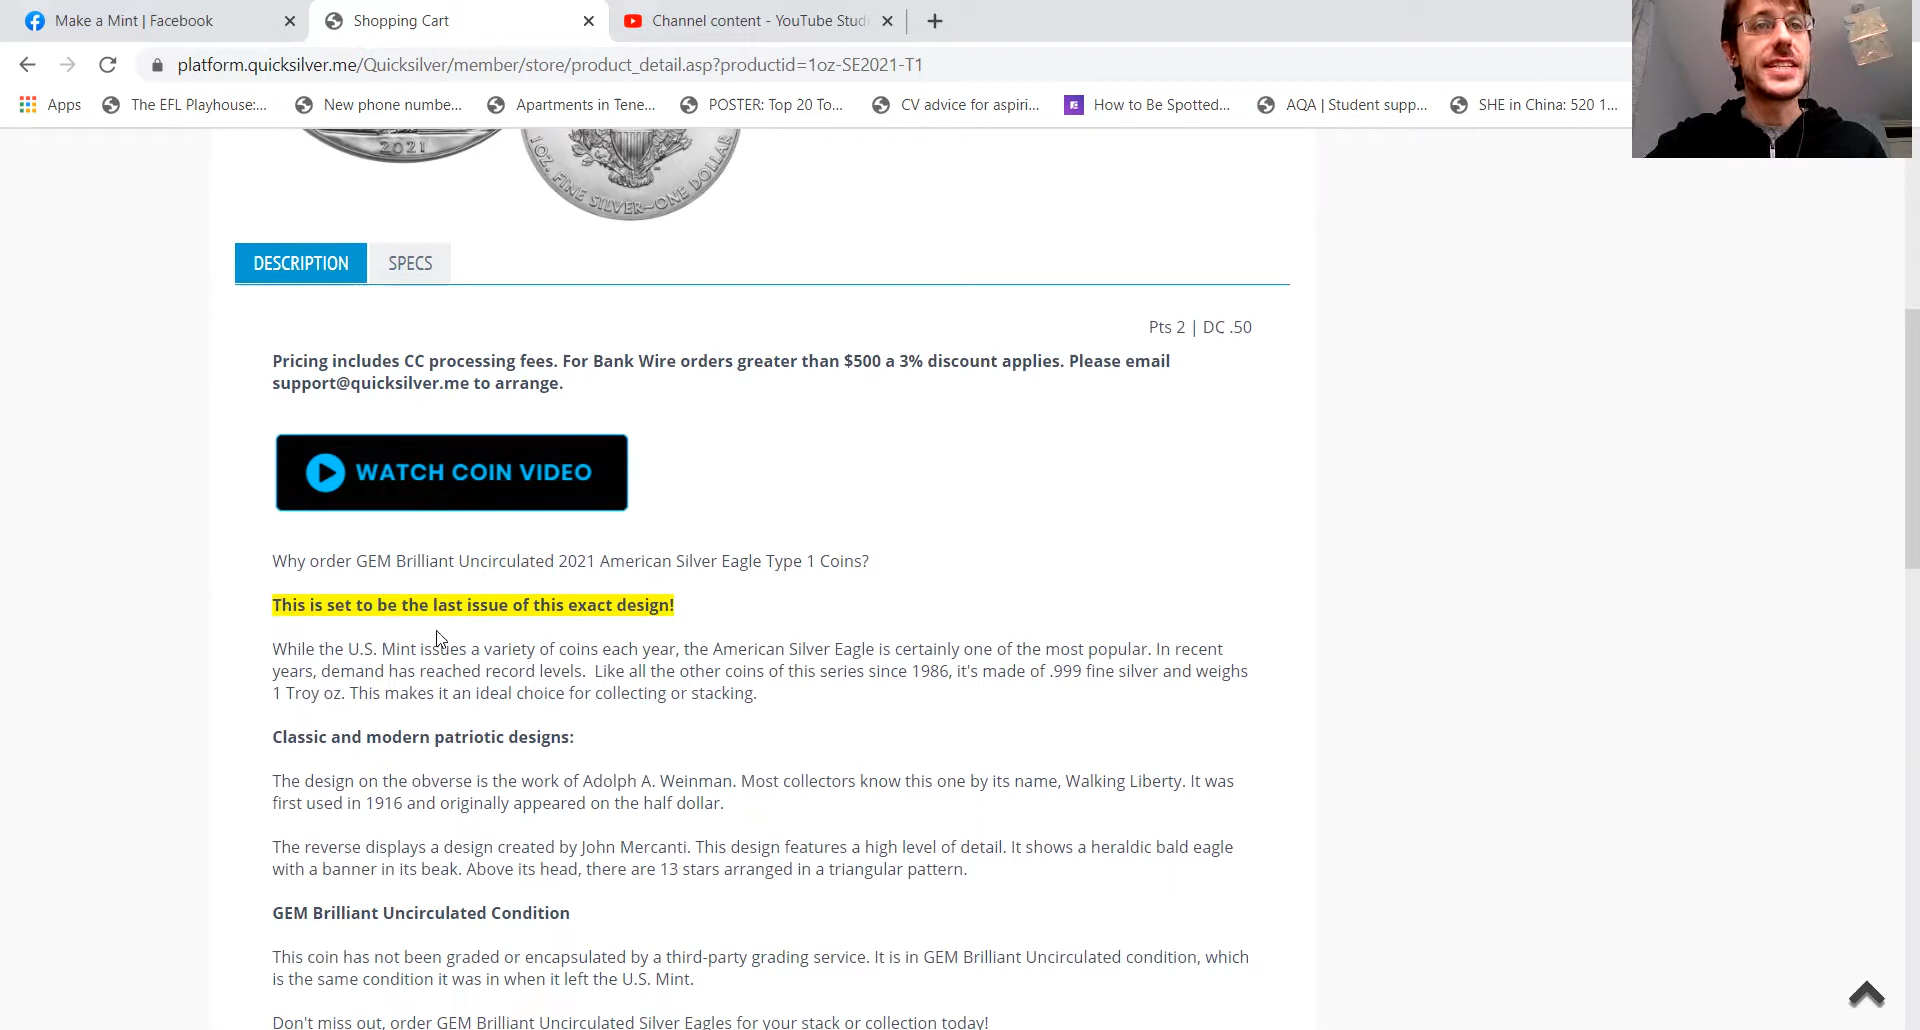 Make a Mint | Facebook
Shopping Cart
Channel content - YouTube Stud
platform.quicksilver.me/Quicksilver/member/store/product_detail.asp?productid=1oz-SE2021-T1
Apps
The EFL Playhouse:...
New phone numbe...
Apartments in Tene...
POSTER: Top 20 To...
CV advice for aspiri...
How to Be Spotted...
AQA | Student supp...
SHE in China: 520 1...
2021
1 OZ. FINE SILVER~ONE DOLLAR
DESCRIPTION
SPECS
Pts 2 | DC .50
Pricing includes CC processing fees. For Bank Wire orders greater than $500 a 3% discount applies. Please email
support@quicksilver.me to arrange.
WATCH COIN VIDEO
Why order GEM Brilliant Uncirculated 2021 American Silver Eagle Type 1 Coins?
This is set to be the last issue of this exact design!
While the U.S. Mint issues a variety of coins each year, the American Silver Eagle is certainly one of the most popular. In recent
years, demand has reached record levels.  Like all the other coins of this series since 1986, it's made of .999 fine silver and weighs
1 Troy oz. This makes it an ideal choice for collecting or stacking.
Classic and modern patriotic designs:
The design on the obverse is the work of Adolph A. Weinman. Most collectors know this one by its name, Walking Liberty. It was
first used in 1916 and originally appeared on the half dollar.
The reverse displays a design created by John Mercanti. This design features a high level of detail. It shows a heraldic bald eagle
with a banner in its beak. Above its head, there are 13 stars arranged in a triangular pattern.
GEM Brilliant Uncirculated Condition
This coin has not been graded or encapsulated by a third-party grading service. It is in GEM Brilliant Uncirculated condition, which
is the same condition it was in when it left the U.S. Mint.
Don't miss out, order GEM Brilliant Uncirculated Silver Eagles for your stack or collection today!